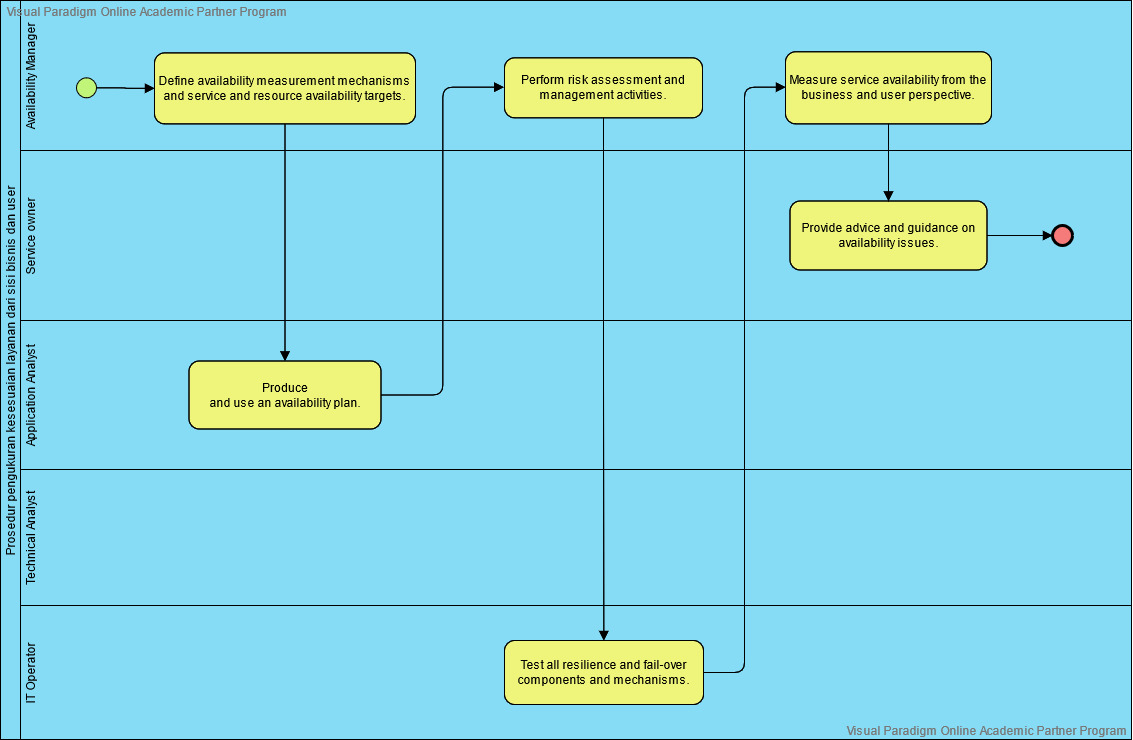 Visual Paradigm Online Academic Partner Program
Prosedur pengukuran kesesuaian layanan dari sisi bisnis dan user
Availability Manager
Define availability measurement mechanisms
and service and resource availability targets.
Perform risk assessment and
management activities.
Measure service availability from the
business and user perspective.
Service owner
Provide advice and guidance on
availability issues.
Application Analyst
Produce
and use an availability plan.
Technical Analyst
IT Operator
Test all resilience and fail-over
components and mechanisms.
Visual Paradigm Online Academic Partner Program